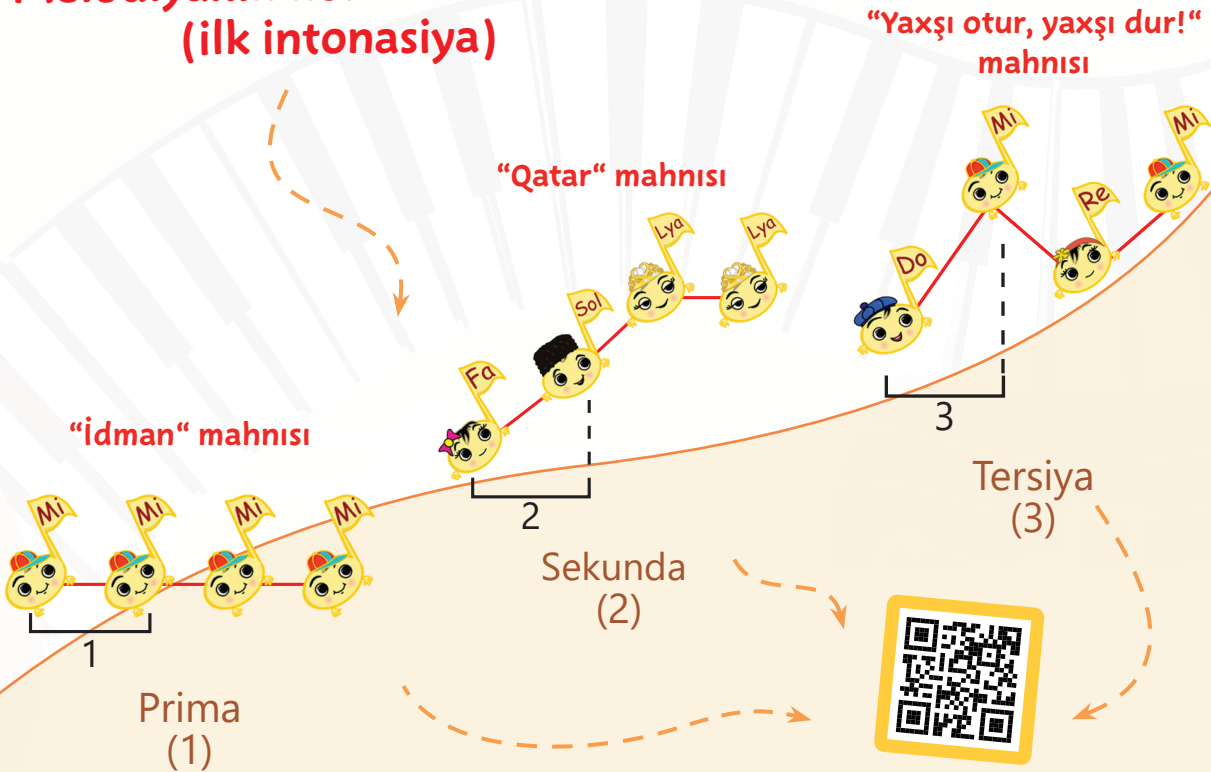 (ilk intonasiya)
“Yaxşı otur, yaxşı dur!“
mahnısı
Mi
Mi
Do
Re
“Qatar“ mahnısı
Lya
Lya
Sol
Fa
3
2
Tersiya
(3)
Sekunda
(2)
“İdman“ mahnısı
Mi
Mi
Mi
Mi
1
Prima
(1)